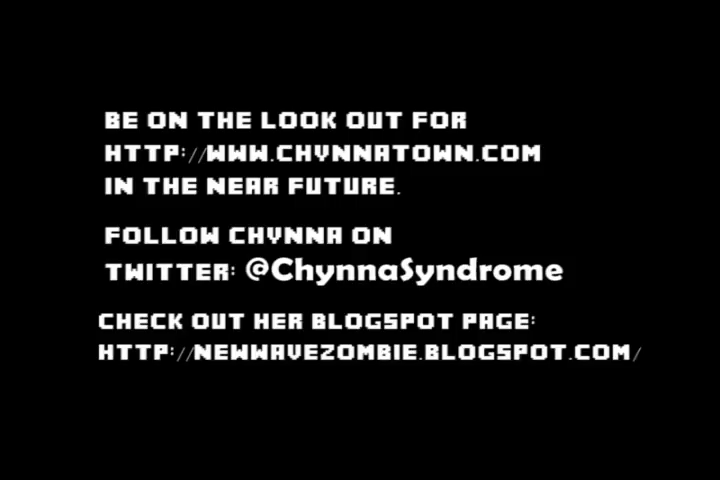 BE ON THE LOOK OUT FOR
HTTP://WWW.CHYNNATOWN.COM
IN THE NEAR FUTURE.
FOLLOW CHYNNA ON
TWITTER: @ChynnaSyndrome
CHECK OUT HER BLOGSPOT PAGE:
HTTP://NEWWAVEZOMBIE.BLOGSPOT.COM/